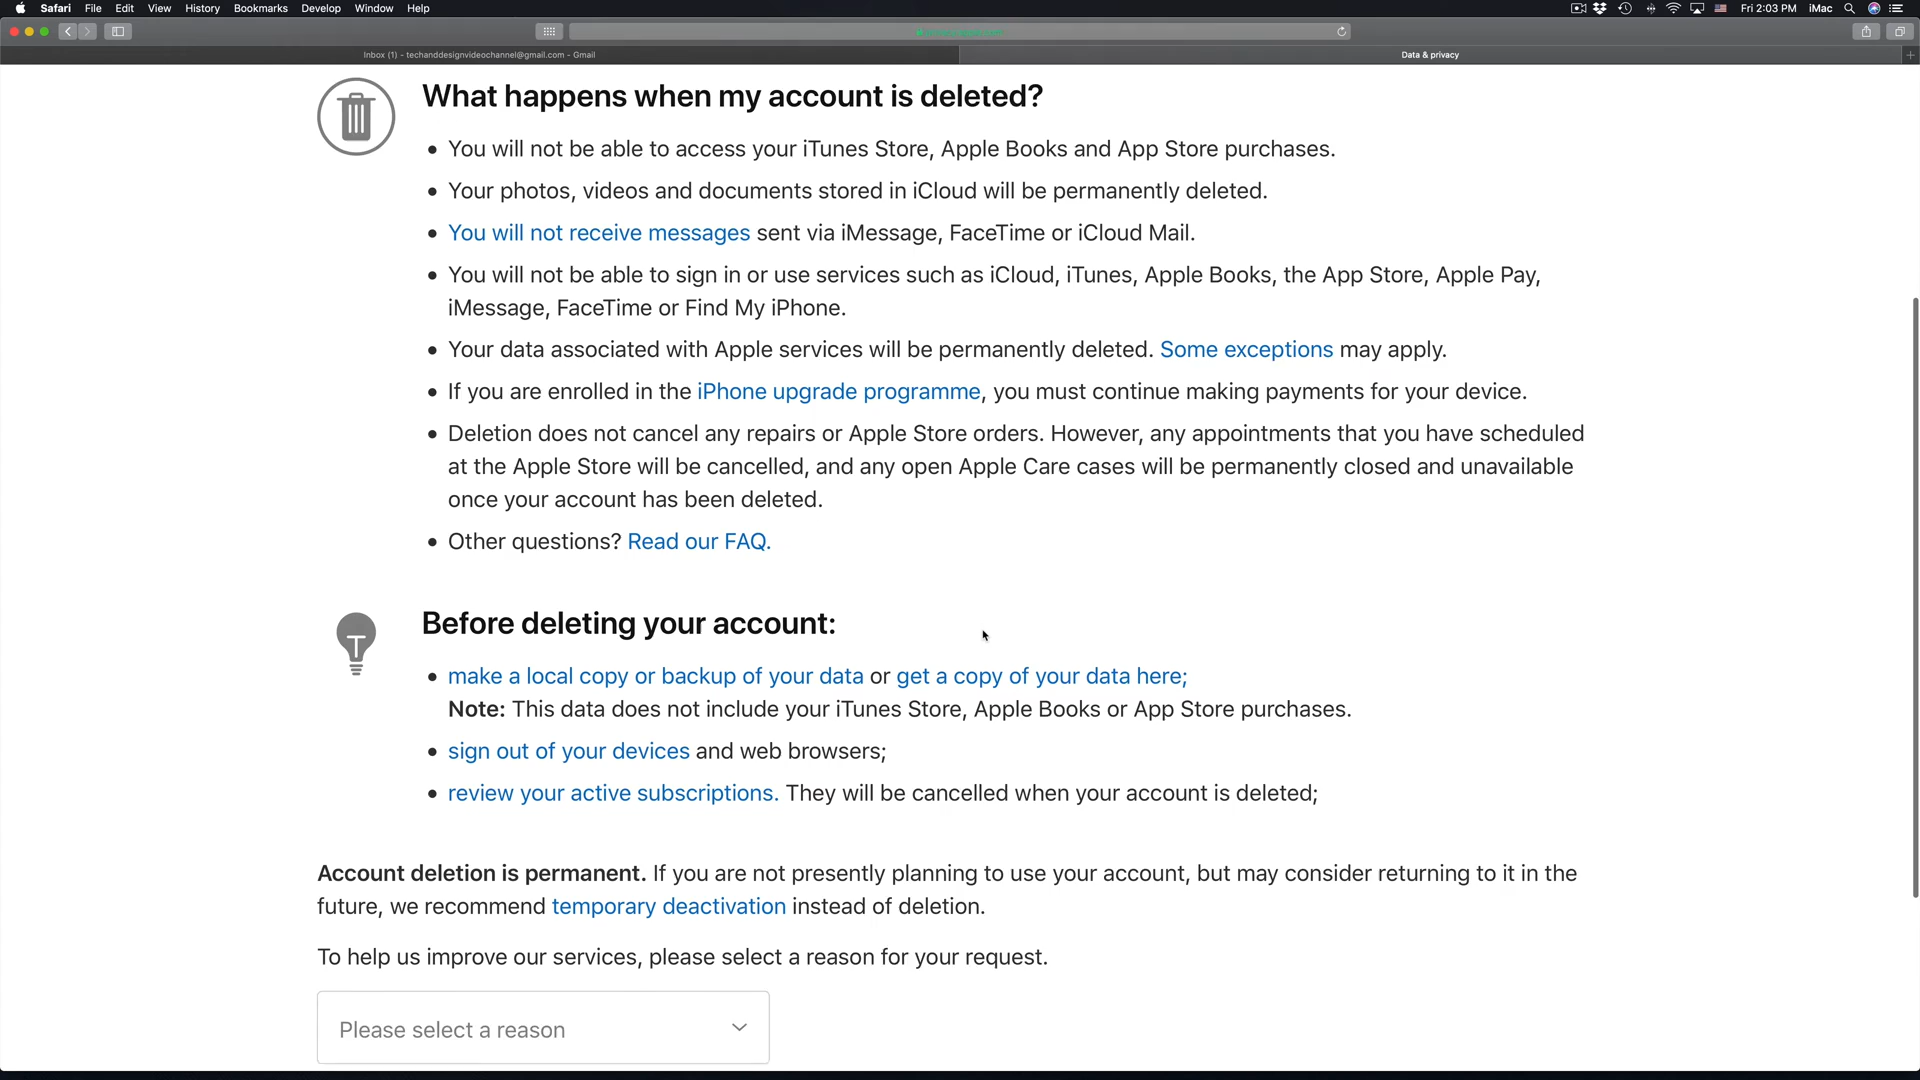 Safari File Edit View History Bookmarks Develop Window Help Fri 2:03 PM iMac
Inbox (1) - techanddesignvideochannel@gmail.com - Gmail Data & privacy
What happens when my account is deleted?
• You will not be able to access your iTunes Store, Apple Books and App Store purchases.
• Your photos, videos and documents stored in iCloud will be permanently deleted.
• You will not receive messages sent via iMessage, FaceTime or iCloud Mail.
• You will not be able to sign in or use services such as iCloud, iTunes, Apple Books, the App Store, Apple Pay,
iMessage, FaceTime or Find My iPhone.
• Your data associated with Apple services will be permanently deleted. Some exceptions may apply.
• If you are enrolled in the iPhone upgrade programme, you must continue making payments for your device.
• Deletion does not cancel any repairs or Apple Store orders. However, any appointments that you have scheduled
at the Apple Store will be cancelled, and any open Apple Care cases will be permanently closed and unavailable
once your account has been deleted.
• Other questions? Read our FAQ.
Before deleting your account:
• make a local copy or backup of your data or get a copy of your data here;
Note: This data does not include your iTunes Store, Apple Books or App Store purchases.
• sign out of your devices and web browsers;
• review your active subscriptions. They will be cancelled when your account is deleted;
Account deletion is permanent. If you are not presently planning to use your account, but may consider returning to it in the
future, we recommend temporary deactivation instead of deletion.
To help us improve our services, please select a reason for your request.
Please select a reason